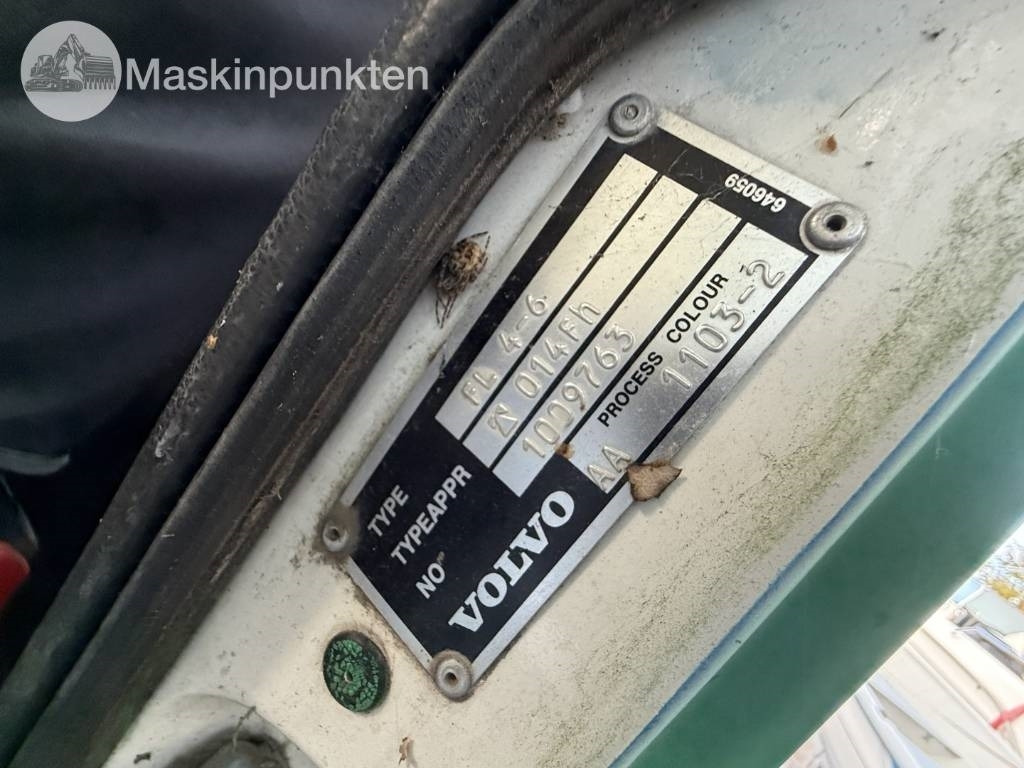 Maskinpunkten
646059
TYPE FL 4-6
TYPEAPPR 014Fh
NO 1009763
PROCESS COLOUR
VOLVO AA 1103-2